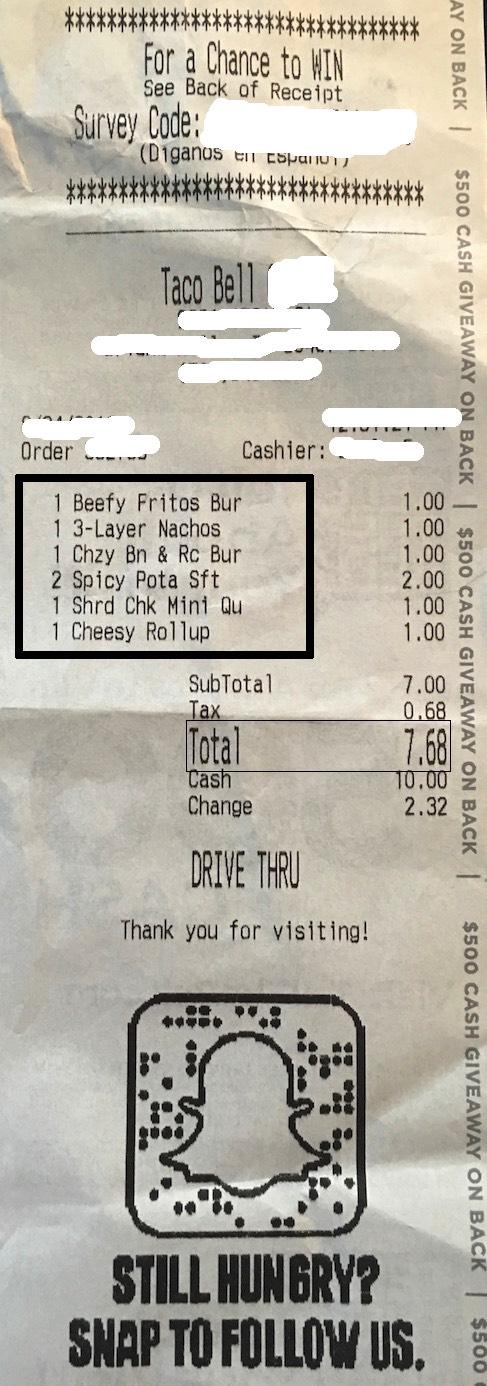 **********************************
For a Chance to WIN
See Back of Receipt
Survey Code:
(Diganos en Espanol)
**********************************
Taco Bell
Order
Cashier:
1 Beefy Fritos Bur 1.00
1 3-Layer Nachos 1.00
1 Chzy Bn & Rc Bur 1.00
2 Spicy Pota Sft 2.00
1 Shrd Chk Mini Qu 1.00
1 Cheesy Rollup 1.00
SubTotal 7.00
Tax 0.68
Total 7.68
Cash 10.00
Change 2.32
DRIVE THRU
Thank you for visiting!
STILL HUNGRY?
SNAP TO FOLLOW US.
AY ON BACK | $500 CASH GIVEAWAY ON BACK | $500 CASH GIVEAWAY ON BACK | $500 CASH GIVEAWAY ON BACK | $500